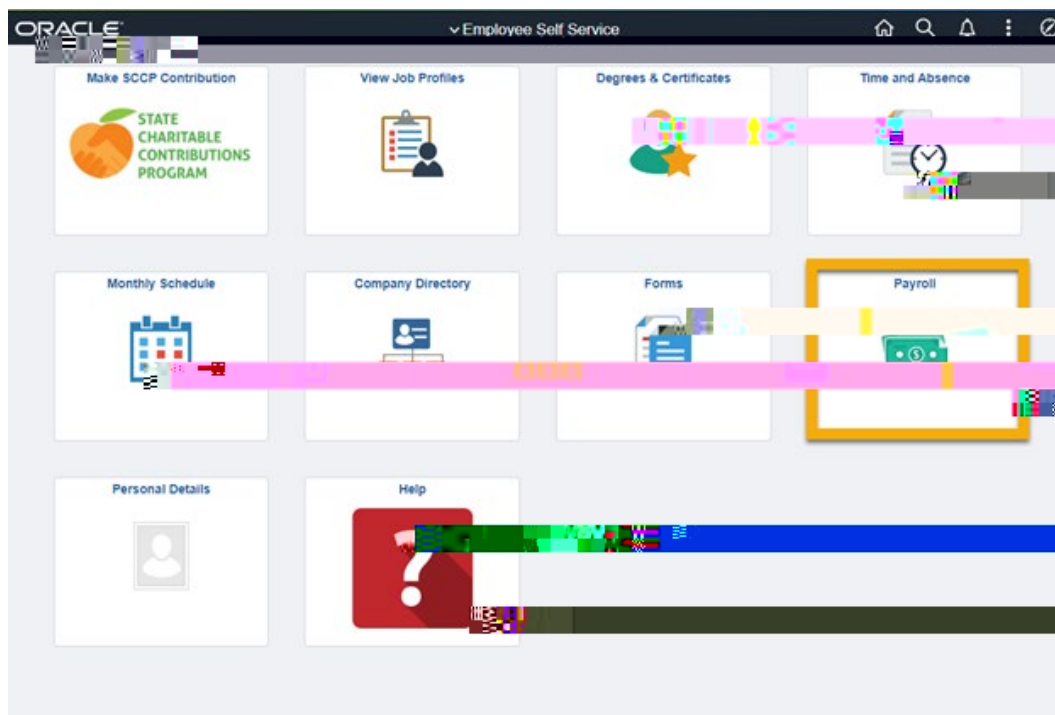 ORACLE
Employee Self Service
Make SCCP Contribution
View Job Profiles
Degrees & Certificates
Time and Absence
STATE
CHARITABLE
CONTRIBUTIONS
PROGRAM
Monthly Schedule
Company Directory
Forms
Payroll
$
Personal Details
Help
?